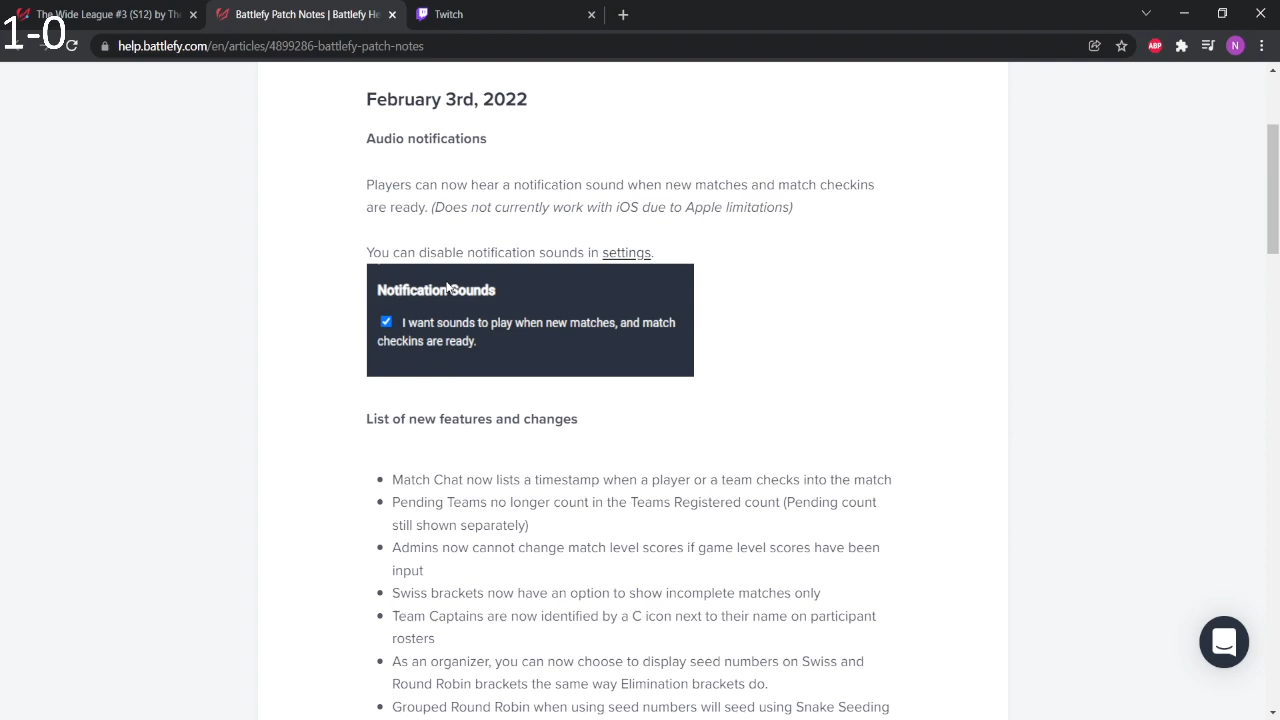 The Wide League #3 (S12) by The
Battlefy Patch Notes | Battlefy He
Twitch
1-0
help.battlefy.com/en/articles/4899286-battlefy-patch-notes
ABP
N
February 3rd, 2022
Audio notifications
Players can now hear a notification sound when new matches and match checkins
are ready. (Does not currently work with iOS due to Apple limitations)
You can disable notification sounds in settings.
Notification Sounds
I want sounds to play when new matches, and match
checkins are ready.
List of new features and changes
• Match Chat now lists a timestamp when a player or a team checks into the match
• Pending Teams no longer count in the Teams Registered count (Pending count
still shown separately)
• Admins now cannot change match level scores if game level scores have been
input
• Swiss brackets now have an option to show incomplete matches only
• Team Captains are now identified by a C icon next to their name on participant
rosters
• As an organizer, you can now choose to display seed numbers on Swiss and
Round Robin brackets the same way Elimination brackets do.
• Grouped Round Robin when using seed numbers will seed using Snake Seeding